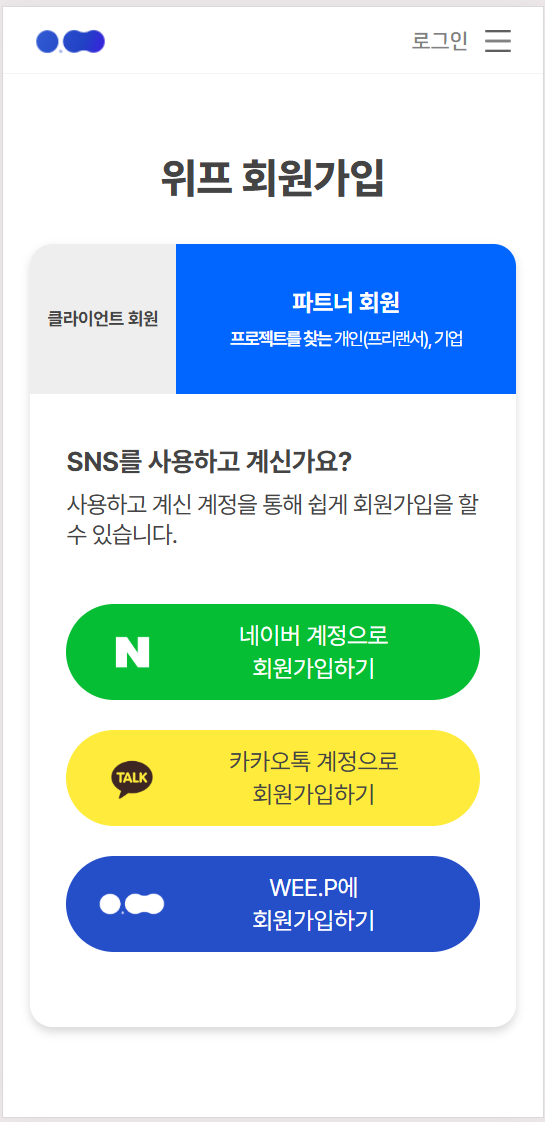 로그인
위프 회원가입
클라이언트 회원
파트너 회원
프로젝트를 찾는 개인(프리랜서), 기업
SNS를 사용하고 계신가요?
사용하고 계신 계정을 통해 쉽게 회원가입을 할
수 있습니다.
N
네이버 계정으로
회원가입하기
TALK
카카오톡 계정으로
회원가입하기
WEE.P에
회원가입하기